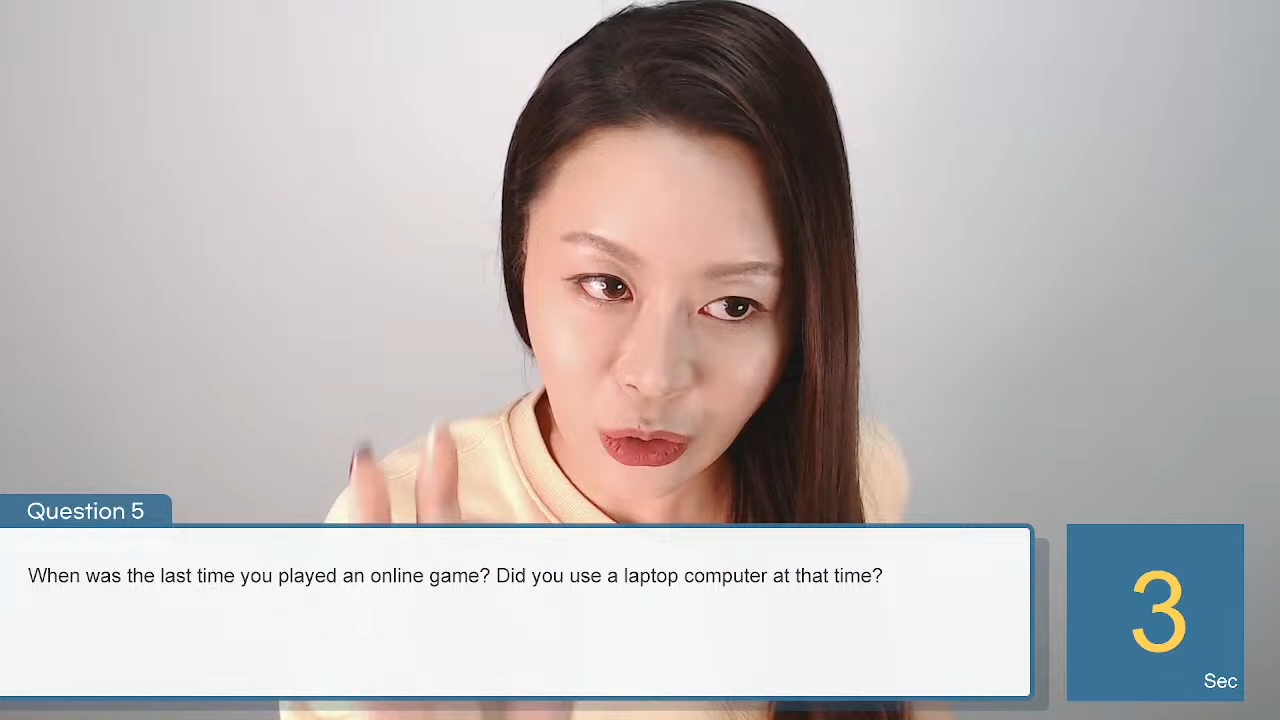 Question 5
When was the last time you played an online game? Did you use a laptop computer at that time?
3
Sec